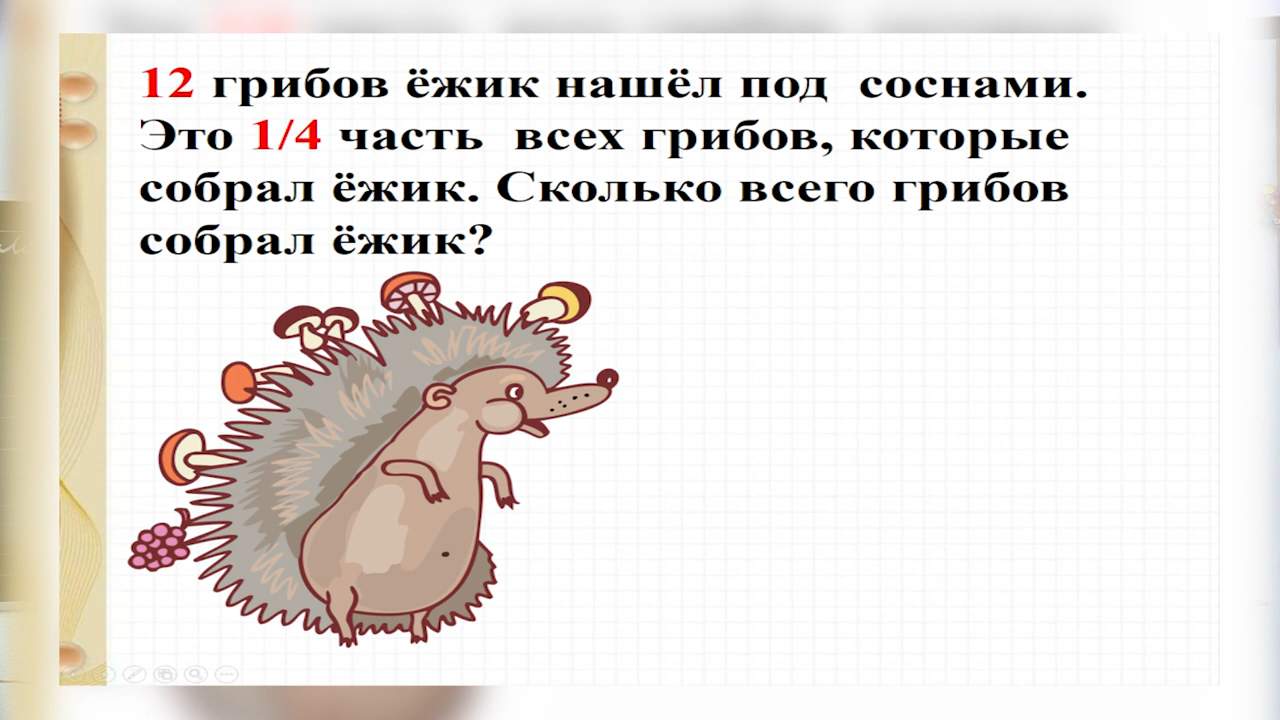 12 грибов ёжик нашёл под соснами.
Это 1/4 часть всех грибов, которые
собрал ёжик. Сколько всего грибов
собрал ёжик?